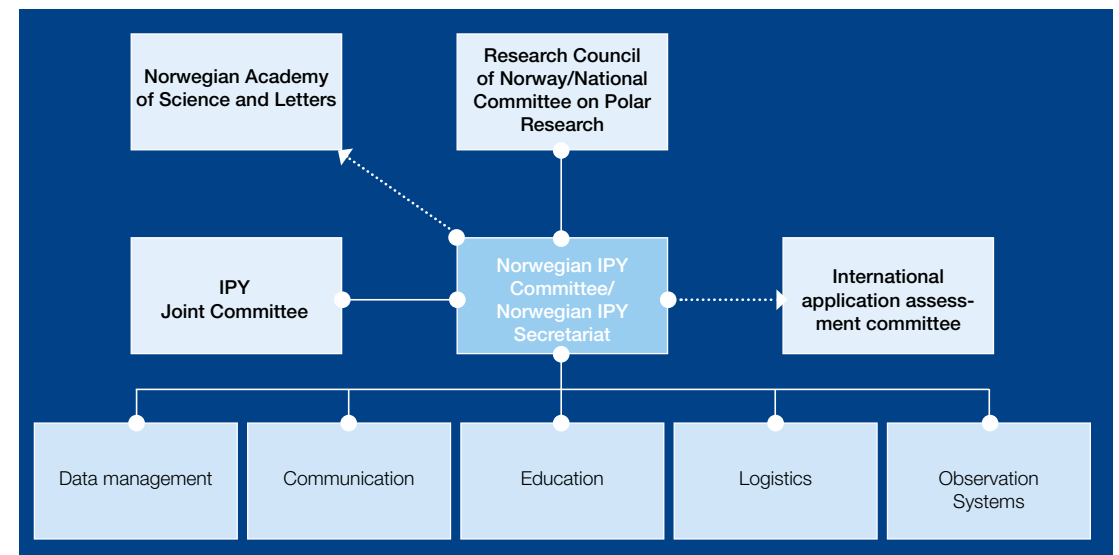 Norwegian Academy
of Science and Letters
Research Council
of Norway/National
Committee on Polar
Research
IPY
Joint Committee
Norwegian IPY
Committee/
Norwegian IPY
Secretariat
International
application assess-
ment committee
Data management
Communication
Education
Logistics
Observation
Systems